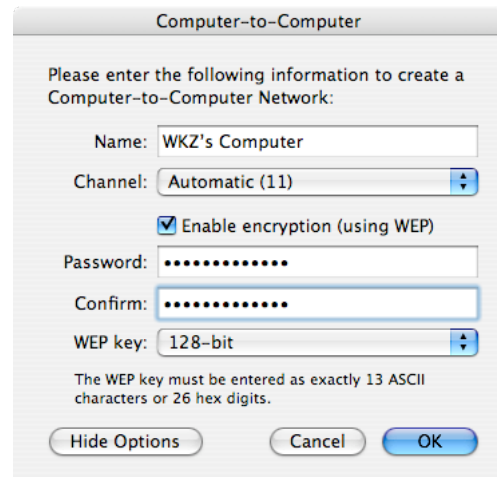 Computer-to-Computer
Please enter the following information to create a
Computer-to-Computer Network:
Name: WKZ's Computer
Channel: Automatic (11)
Enable encryption (using WEP)
Password: •••••••••••••
Confirm: •••••••••••••
WEP key: 128-bit
The WEP key must be entered as exactly 13 ASCII
characters or 26 hex digits.
Hide Options Cancel OK